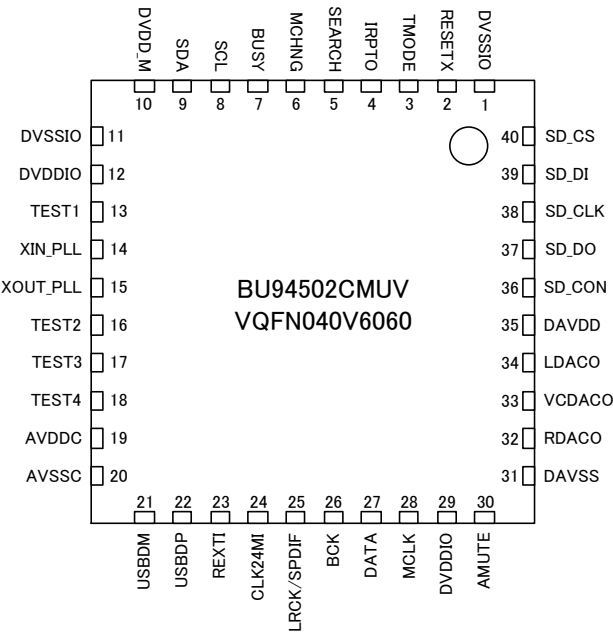 DVDD_M
SDA
SCL
BUSY
MCHNG
SEARCH
IRPTO
TMODE
RESETX
DVSSIO
10 9 8 7 6 5 4 3 2 1
DVSSIO 11
DVDDIO 12
TEST1 13
XIN_PLL 14
XOUT_PLL 15
TEST2 16
TEST3 17
TEST4 18
AVDDC 19
AVSSC 20
BU94502CMUV
VQFN040V6060
40 SD_CS
39 SD_DI
38 SD_CLK
37 SD_DO
36 SD_CON
35 DAVDD
34 LDACO
33 VCDACO
32 RDACO
31 DAVSS
21 22 23 24 25 26 27 28 29 30
USBDM
USBDP
REXTI
CLK24MI
LRCK/SPDIF
BCK
DATA
MCLK
DVDDIO
AMUTE